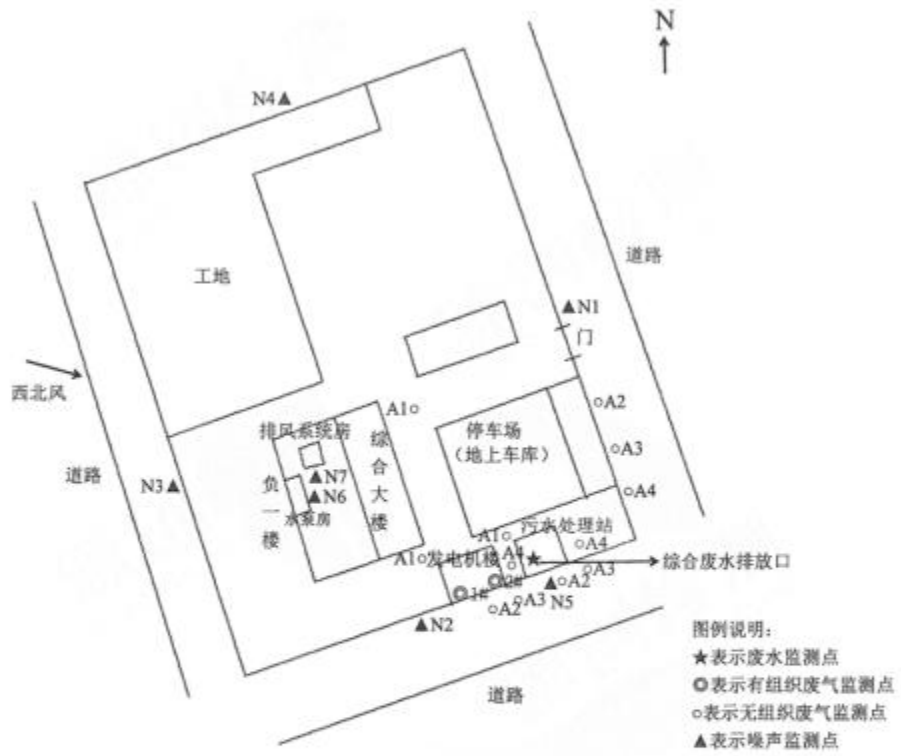 N
N4▲
道路
工地
▲N1
门
西北风
A1○
○A2
排风系统房
综合大楼
停车场
（地上车库）
○A3
道路
N3▲
▲N7
▲N6
负一楼
水泵房
○A4
污水处理站
A1○
○A4
A1○
发电机楼
A4
○
★
综合废水排放口
○A3
◎1#
◎2#
○A2
▲
N5
○A3
○A2
▲N2
道路
图例说明：
★表示废水监测点
◎表示有组织废气监测点
○表示无组织废气监测点
▲表示噪声监测点